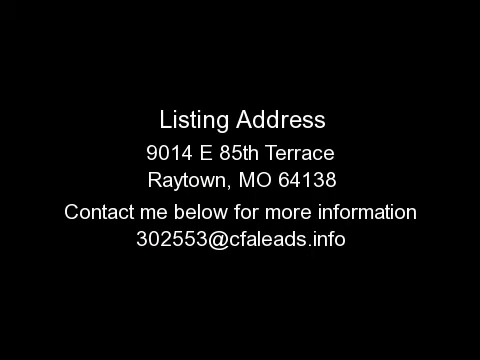 Listing Address
9014 E 85th Terrace
Raytown, MO 64138
Contact me below for more information
302553@cfaleads.info